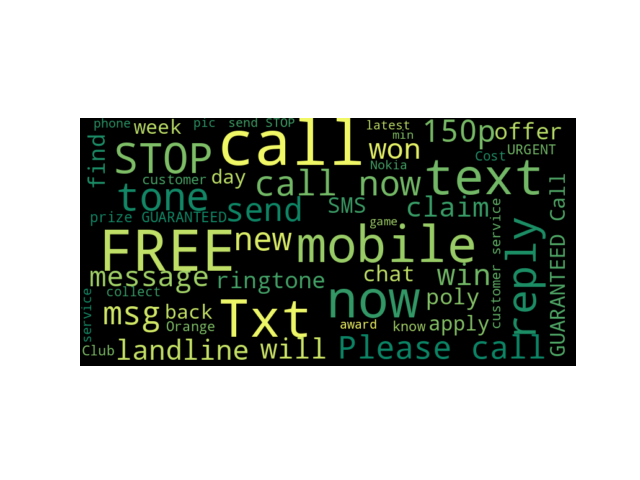 phone week pic send STOP call latest min 150p offer
find STOP won Nokia Cost URGENT
customer day call now text
tone send SMS claim
prize GUARANTEED game
FREE new mobile reply customer service GUARANTEED Call
message ringtone chat win
collect now poly
service msg back Txt
Orange award know apply
Club landline will Please call